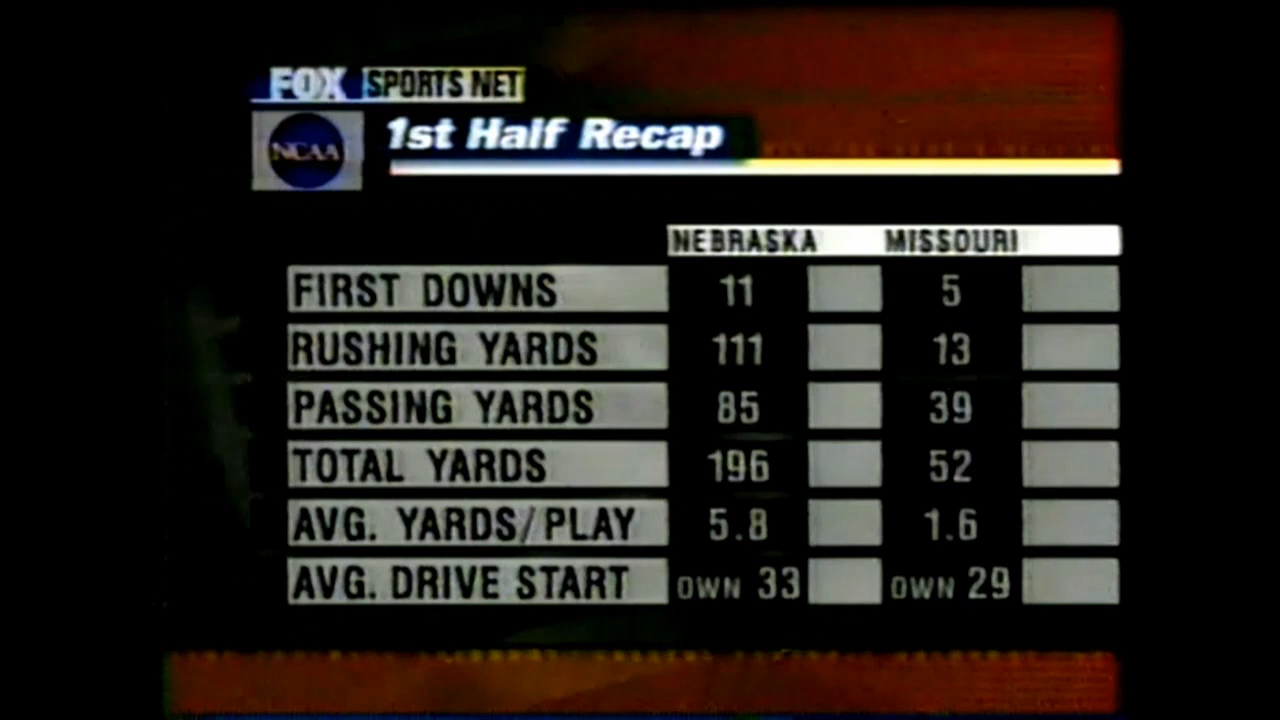 FOX SPORTS NET
NCAA
1st Half Recap
NEBRASKA MISSOURI
FIRST DOWNS 11 5
RUSHING YARDS 111 13
PASSING YARDS 85 39
TOTAL YARDS 196 52
AVG. YARDS/PLAY 5.8 1.6
AVG. DRIVE START OWN 33 OWN 29